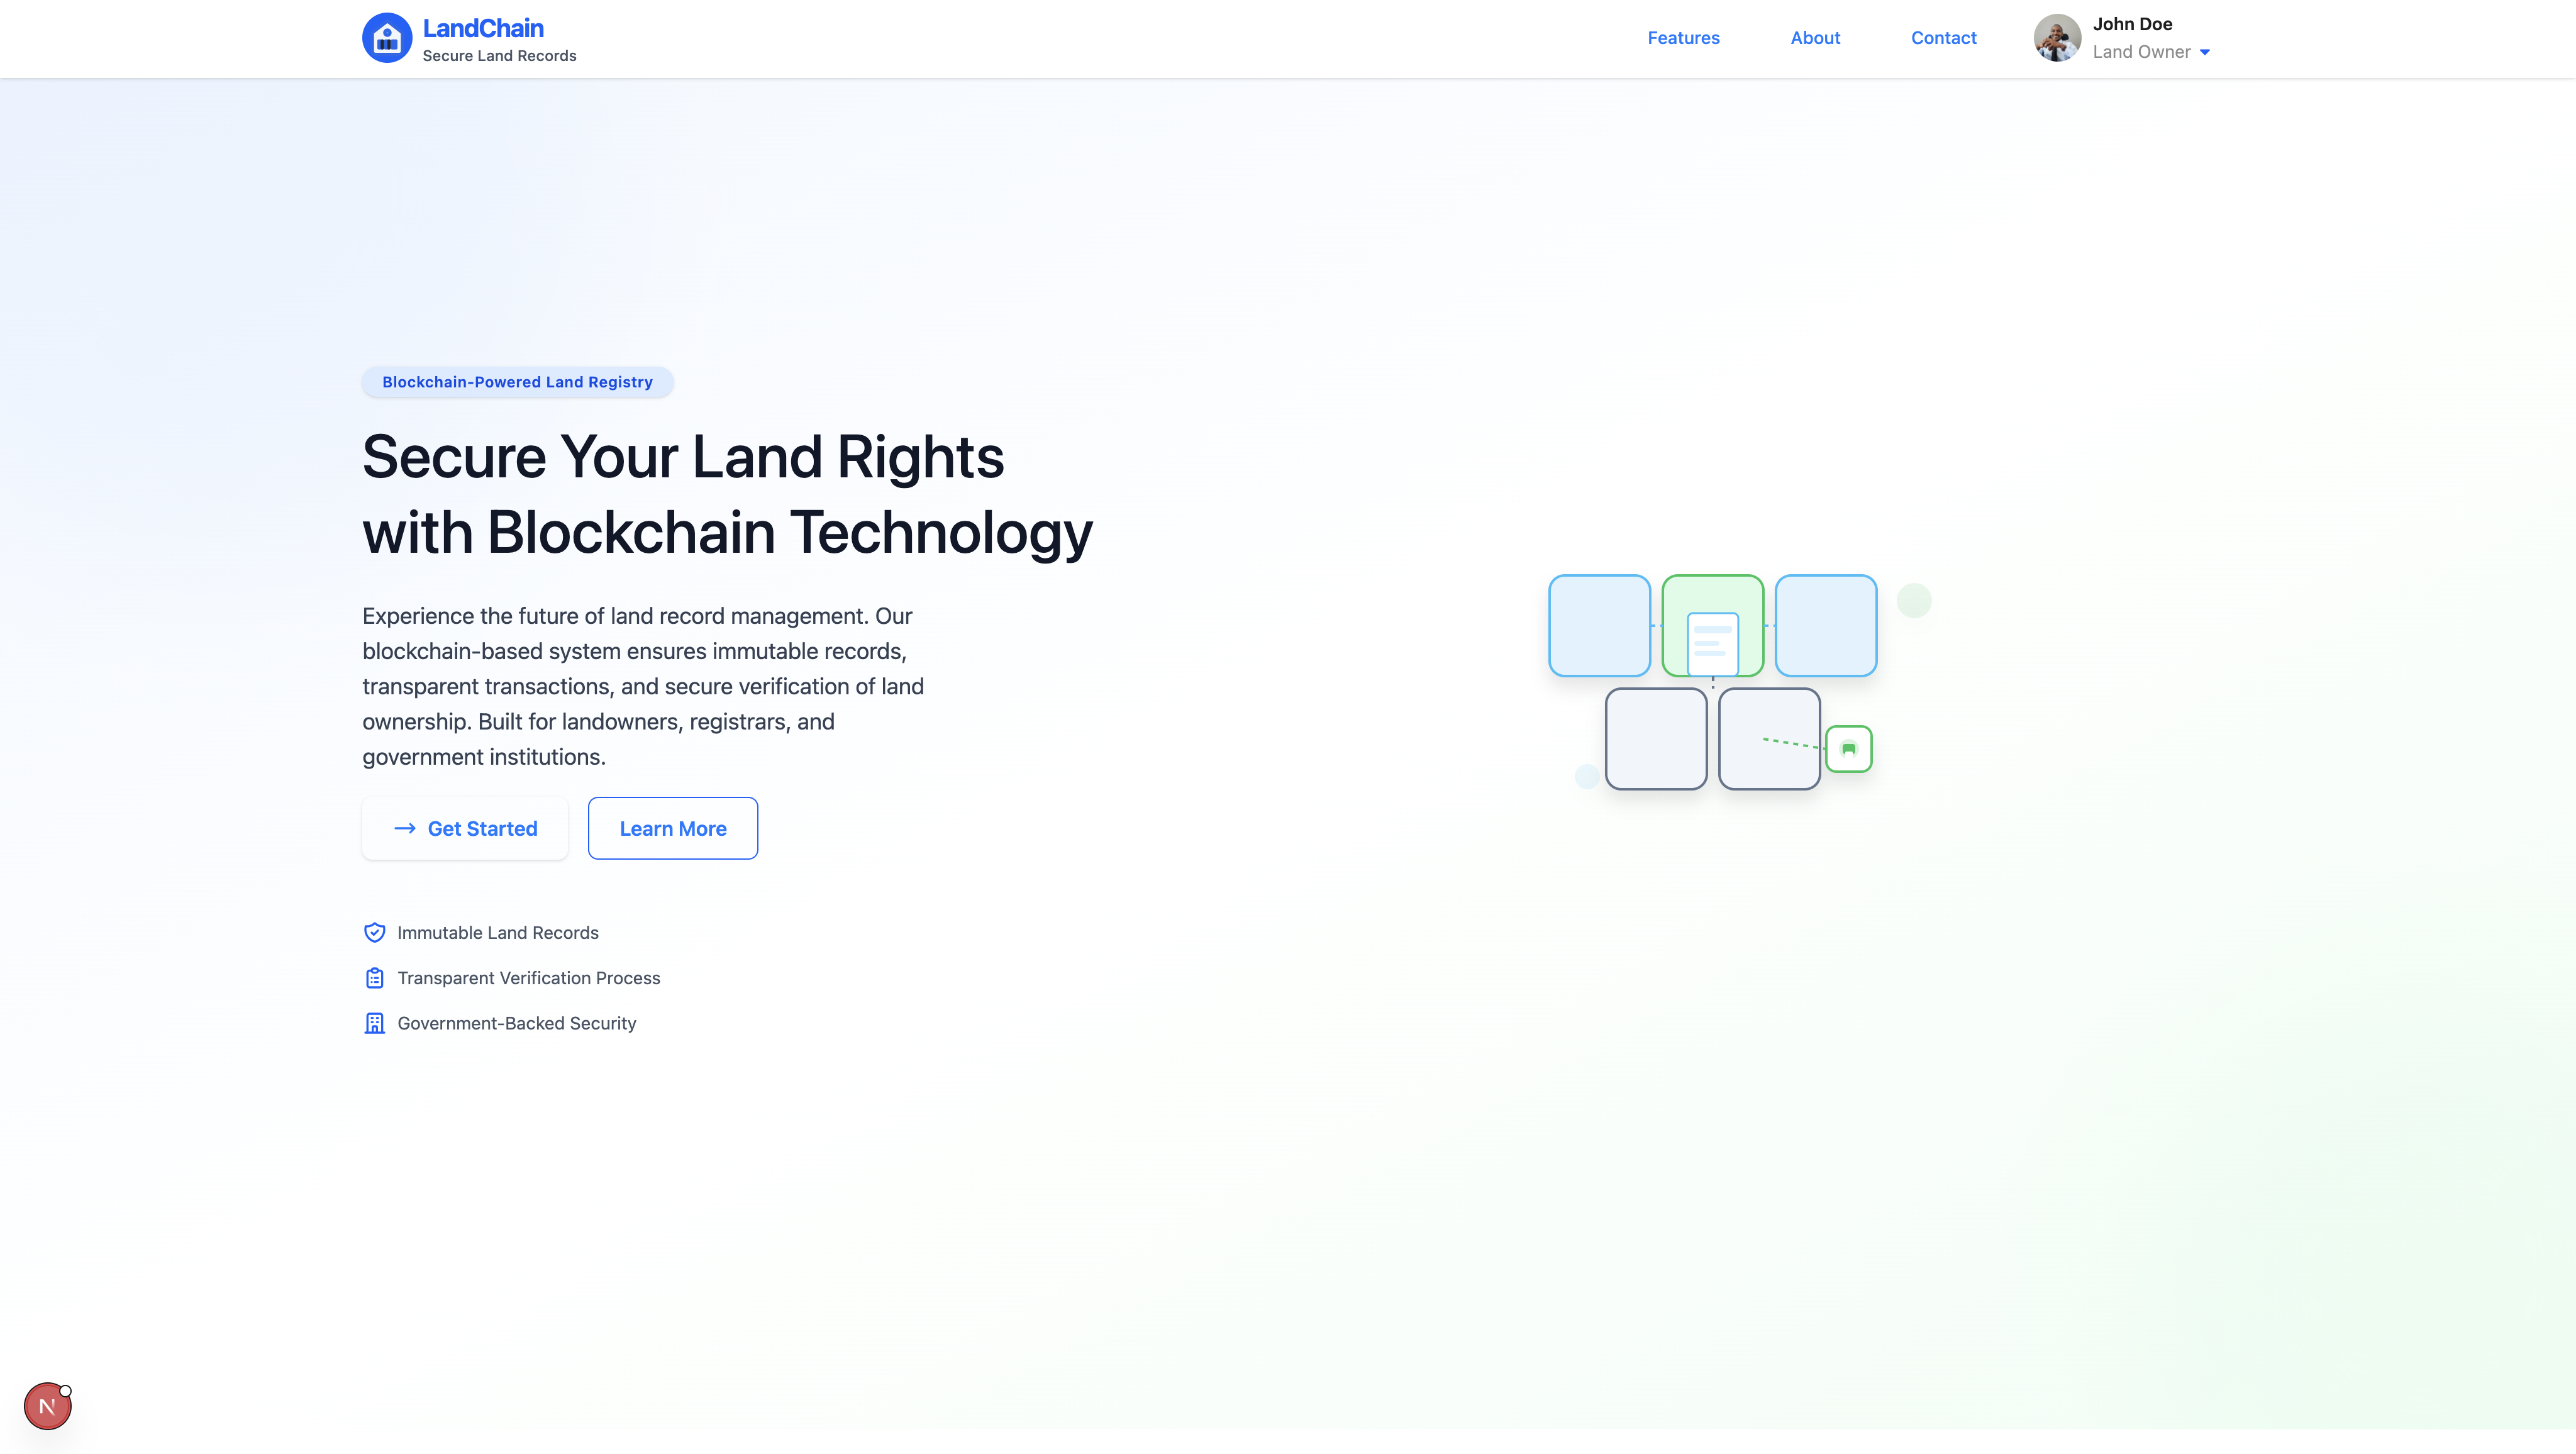 LandChain
Secure Land Records
Features
About
Contact
John Doe
Land Owner
Blockchain-Powered Land Registry
Secure Your Land Rights
with Blockchain Technology
Experience the future of land record management. Our
blockchain-based system ensures immutable records,
transparent transactions, and secure verification of land
ownership. Built for landowners, registrars, and
government institutions.
Get Started
Learn More
Immutable Land Records
Transparent Verification Process
Government-Backed Security
N